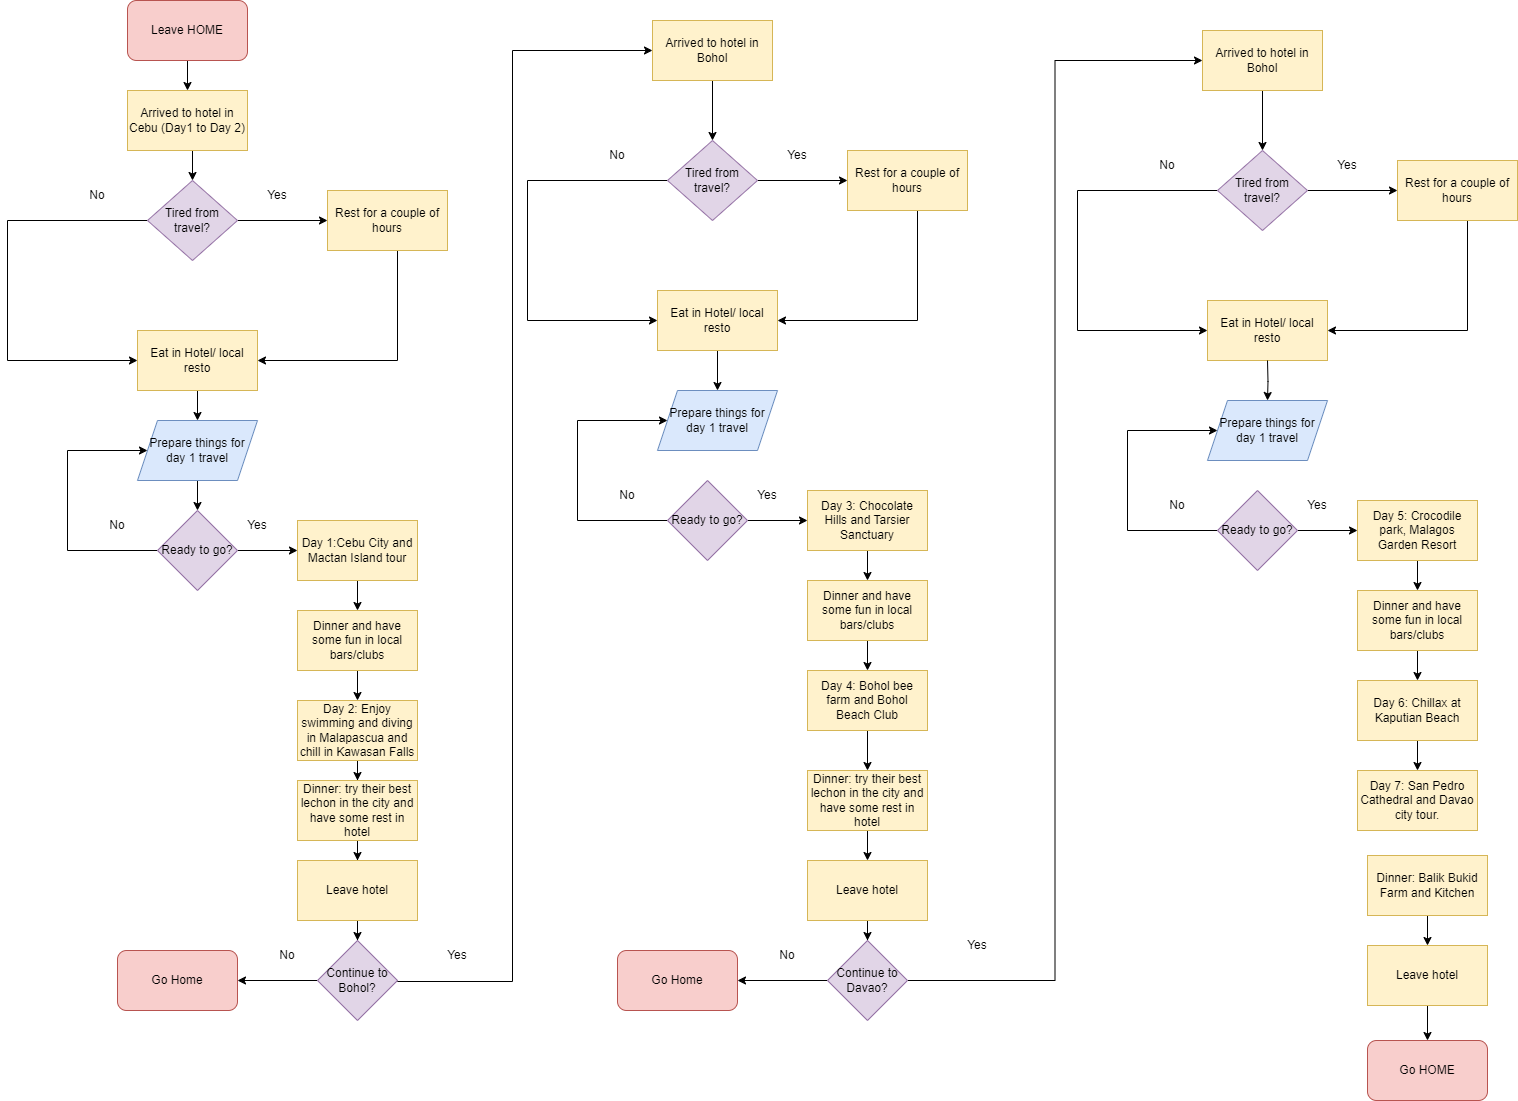 Leave HOME
Arrived to hotel in
Cebu (Day1 to Day 2)
No
Yes
Tired from
travel?
Rest for a couple of
hours
Eat in Hotel/ local
resto
Prepare things for
day 1 travel
No
Yes
Ready to go?
Day 1:Cebu City and
Mactan Island tour
Dinner and have
some fun in local
bars/clubs
Day 2: Enjoy
swimming and diving
in Malapascua and
chill in Kawasan Falls
Dinner: try their best
lechon in the city and
have some rest in
hotel
Leave hotel
No
Yes
Go Home
Continue to
Bohol?
Arrived to hotel in
Bohol
No
Yes
Tired from
travel?
Rest for a couple of
hours
Eat in Hotel/ local
resto
Prepare things for
day 1 travel
No
Yes
Ready to go?
Day 3: Chocolate
Hills and Tarsier
Sanctuary
Dinner and have
some fun in local
bars/clubs
Day 4: Bohol bee
farm and Bohol
Beach Club
Dinner: try their best
lechon in the city and
have some rest in
hotel
Leave hotel
No
Yes
Go Home
Continue to
Davao?
Arrived to hotel in
Bohol
No
Yes
Tired from
travel?
Rest for a couple of
hours
Eat in Hotel/ local
resto
Prepare things for
day 1 travel
No
Yes
Ready to go?
Day 5: Crocodile
park, Malagos
Garden Resort
Dinner and have
some fun in local
bars/clubs
Day 6: Chillax at
Kaputian Beach
Day 7: San Pedro
Cathedral and Davao
city tour.
Dinner: Balik Bukid
Farm and Kitchen
Leave hotel
Go HOME